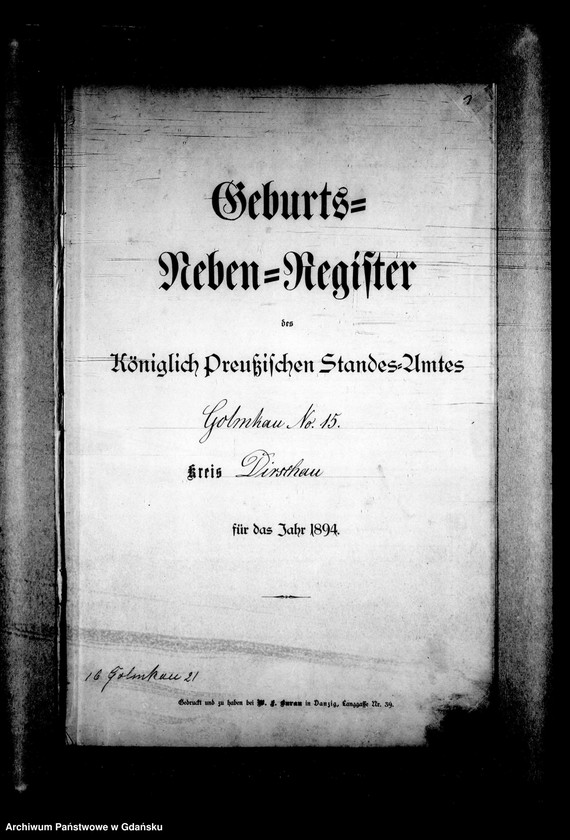 Geburts=
Neben=Register
des
Königlich Preußischen Standes=Amtes
Golmkau No. 15.
Kreis Dirschau
für das Jahr 1894.
16 Golmkau 21
Gedruckt und zu haben bei W. F. Burau in Danzig, Langgasse Nr. 39.
Archiwum Państwowe w Gdańsku